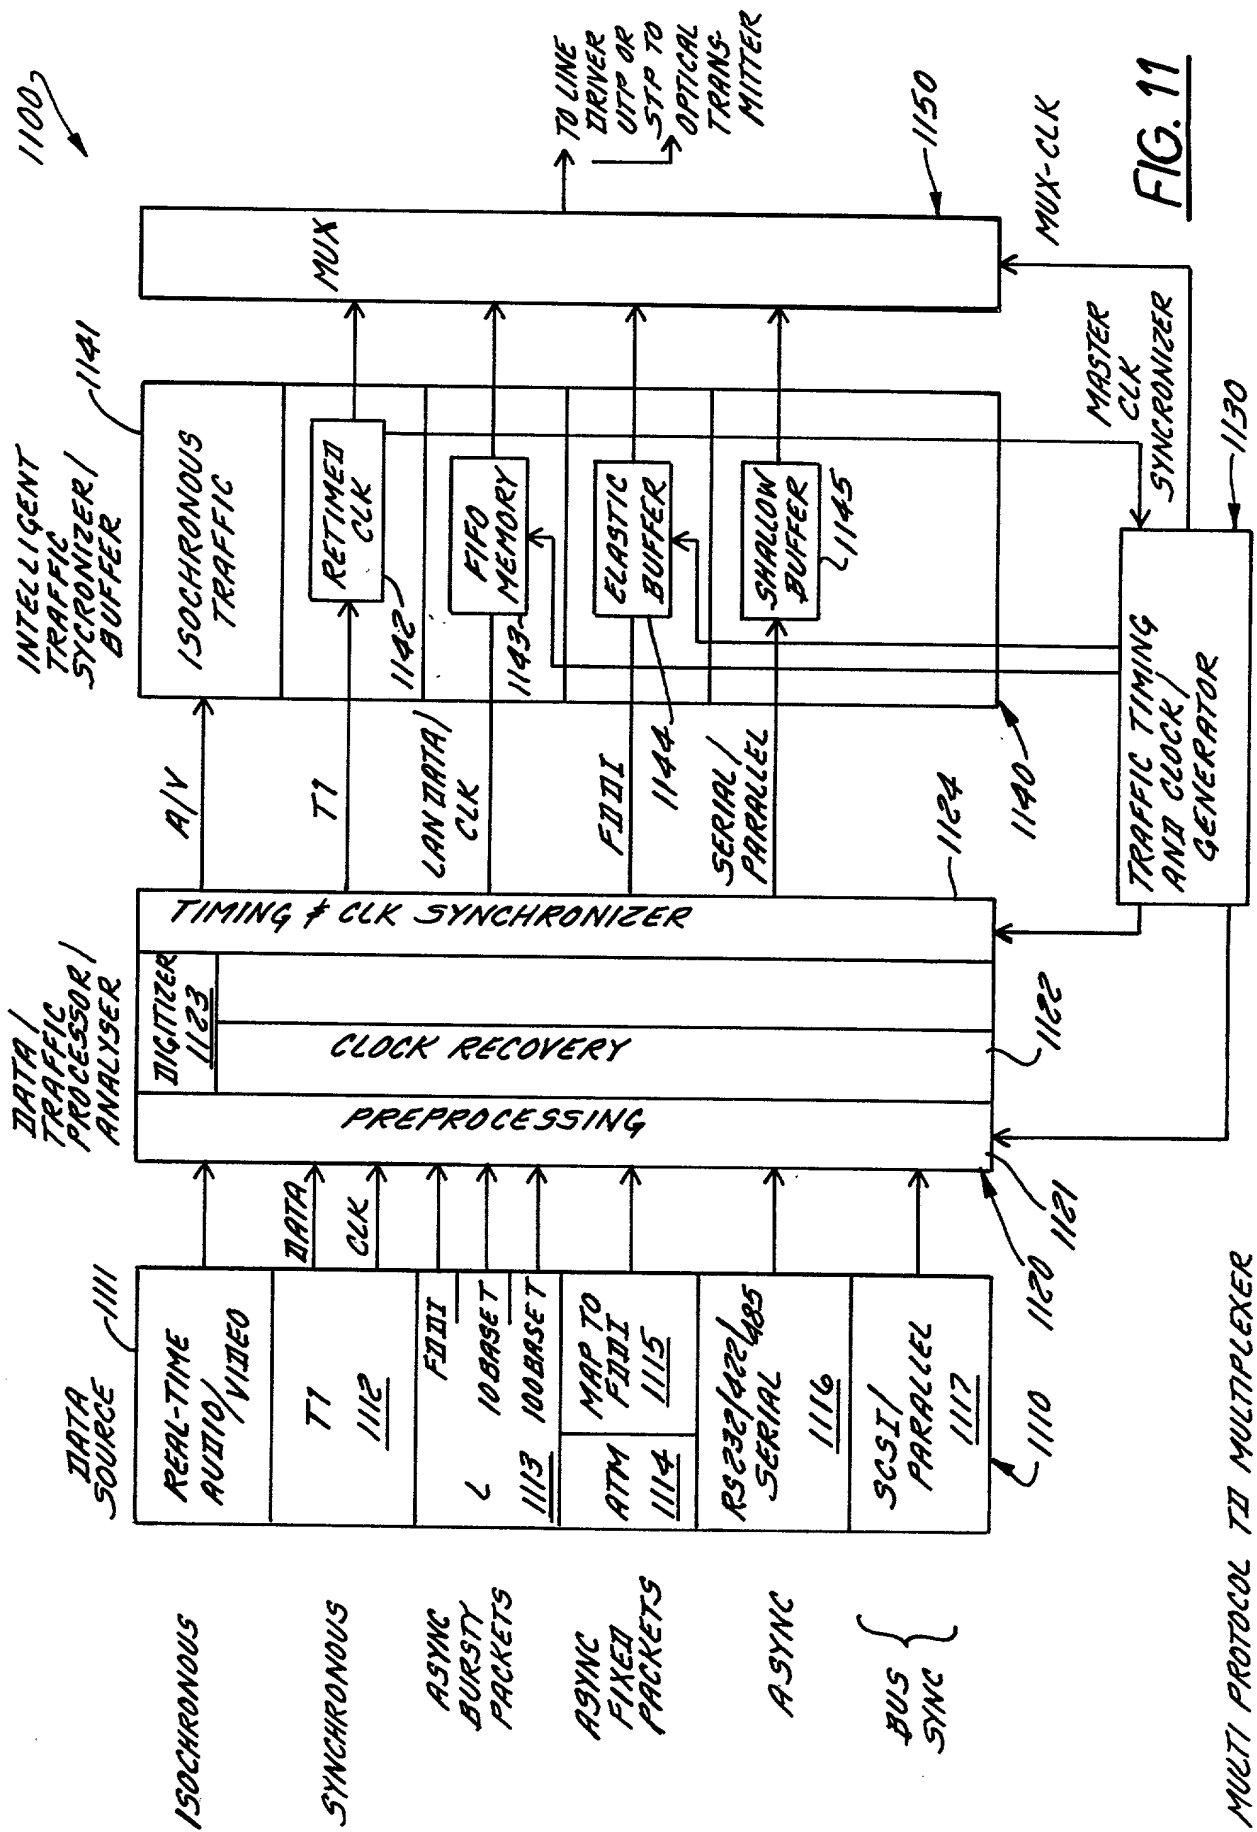 1100
DATA
SOURCE
DATA/
TRAFFIC
PROCESSOR/
ANALYSER
INTELLIGENT
TRAFFIC
SYCRONIZER/
BUFFER
1111
1141
ISOCHRONOUS
SYNCHRONOUS
ASYNC
BURSTY
PACKETS
ASYNC
FIXED
PACKETS
ASYNC
BUS
SYNC
REAL-TIME
AUDIO/
VIDEO
T1
1112
L
1113
FDDI
10BASET
100BASET
ATM
1114
MAP TO
FDDI
1115
RS232/422/485
SERIAL
1116
SCSI/
PARALLEL
1117
1110
DATA
CLK
PREPROCESSING
CLOCK RECOVERY
DIGITIZER
1123
TIMING & CLK SYNCHRONIZER
1120
1121
1122
1124
A/V
T1
LAN DATA/
CLK
FDDI
SERIAL/
PARALLEL
ISOCHRONOUS
TRAFFIC
RETIMED
CLK
1142
FIFO
MEMORY
1143
ELASTIC
BUFFER
1144
SHALLOW
BUFFER
1145
1140
MUX
1150
TO LINE
DRIVER
UTP OR
STP TO
OPTICAL
TRANS-
MITTER
MASTER
CLK
SYNCRONIZER
MUX-CLK
TRAFFIC TIMING
AND CLOCK/
GENERATOR
1130
MULTI PROTOCOL TD MULTIPLEXER
FIG. 11